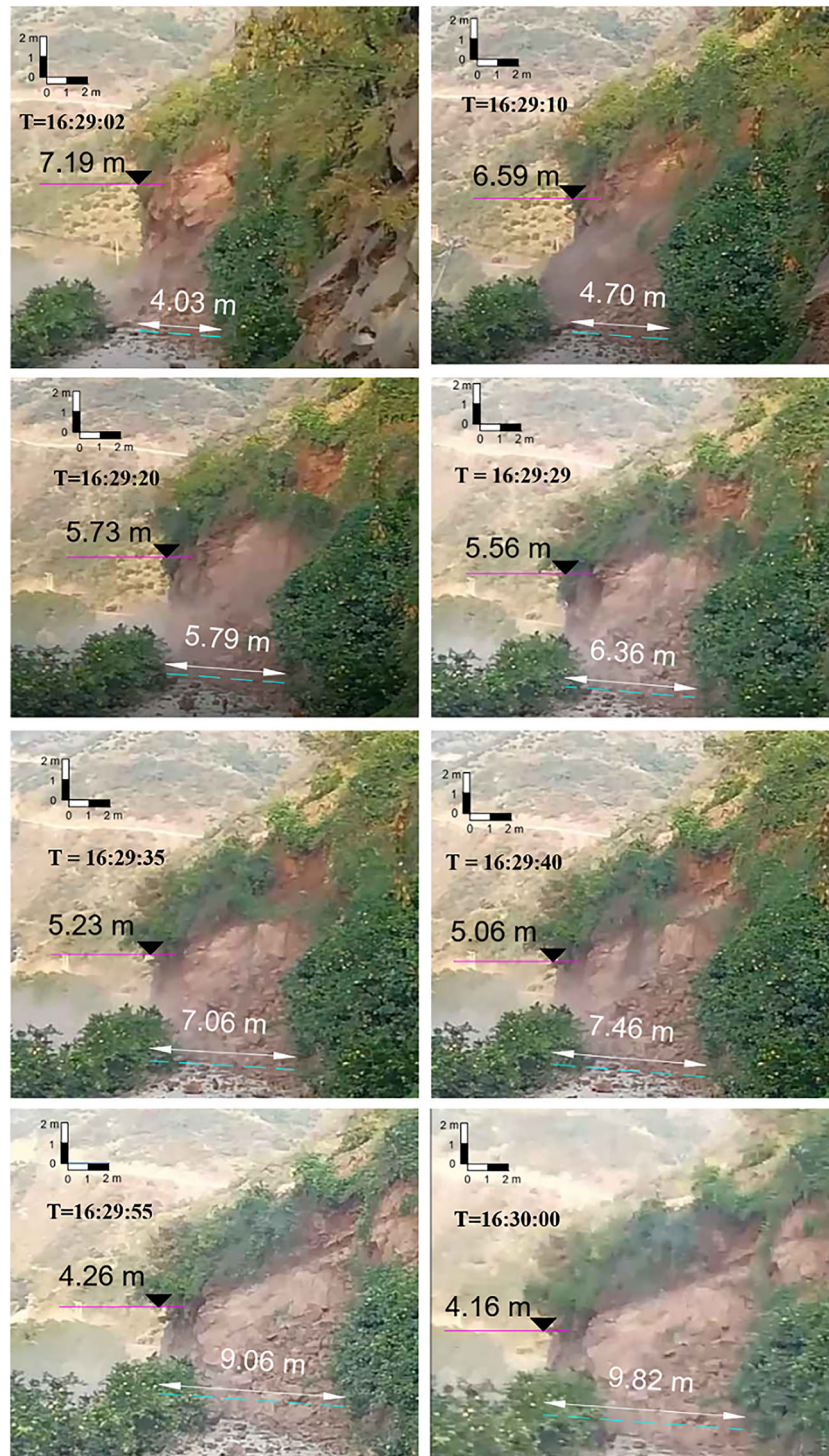 2 m
1
0
0 1 2 m
T=16:29:02
7.19 m
4.03 m
2 m
1
0
0 1 2 m
T=16:29:10
6.59 m
4.70 m
2 m
1
0
0 1 2 m
T=16:29:20
5.73 m
5.79 m
2 m
1
0
0 1 2 m
T = 16:29:29
5.56 m
6.36 m
2 m
1
0
0 1 2 m
T = 16:29:35
5.23 m
7.06 m
2 m
1
0
0 1 2 m
T = 16:29:40
5.06 m
7.46 m
2 m
1
0
0 1 2 m
T=16:29:55
4.26 m
9.06 m
2 m
1
0
0 1 2 m
T=16:30:00
4.16 m
9.82 m